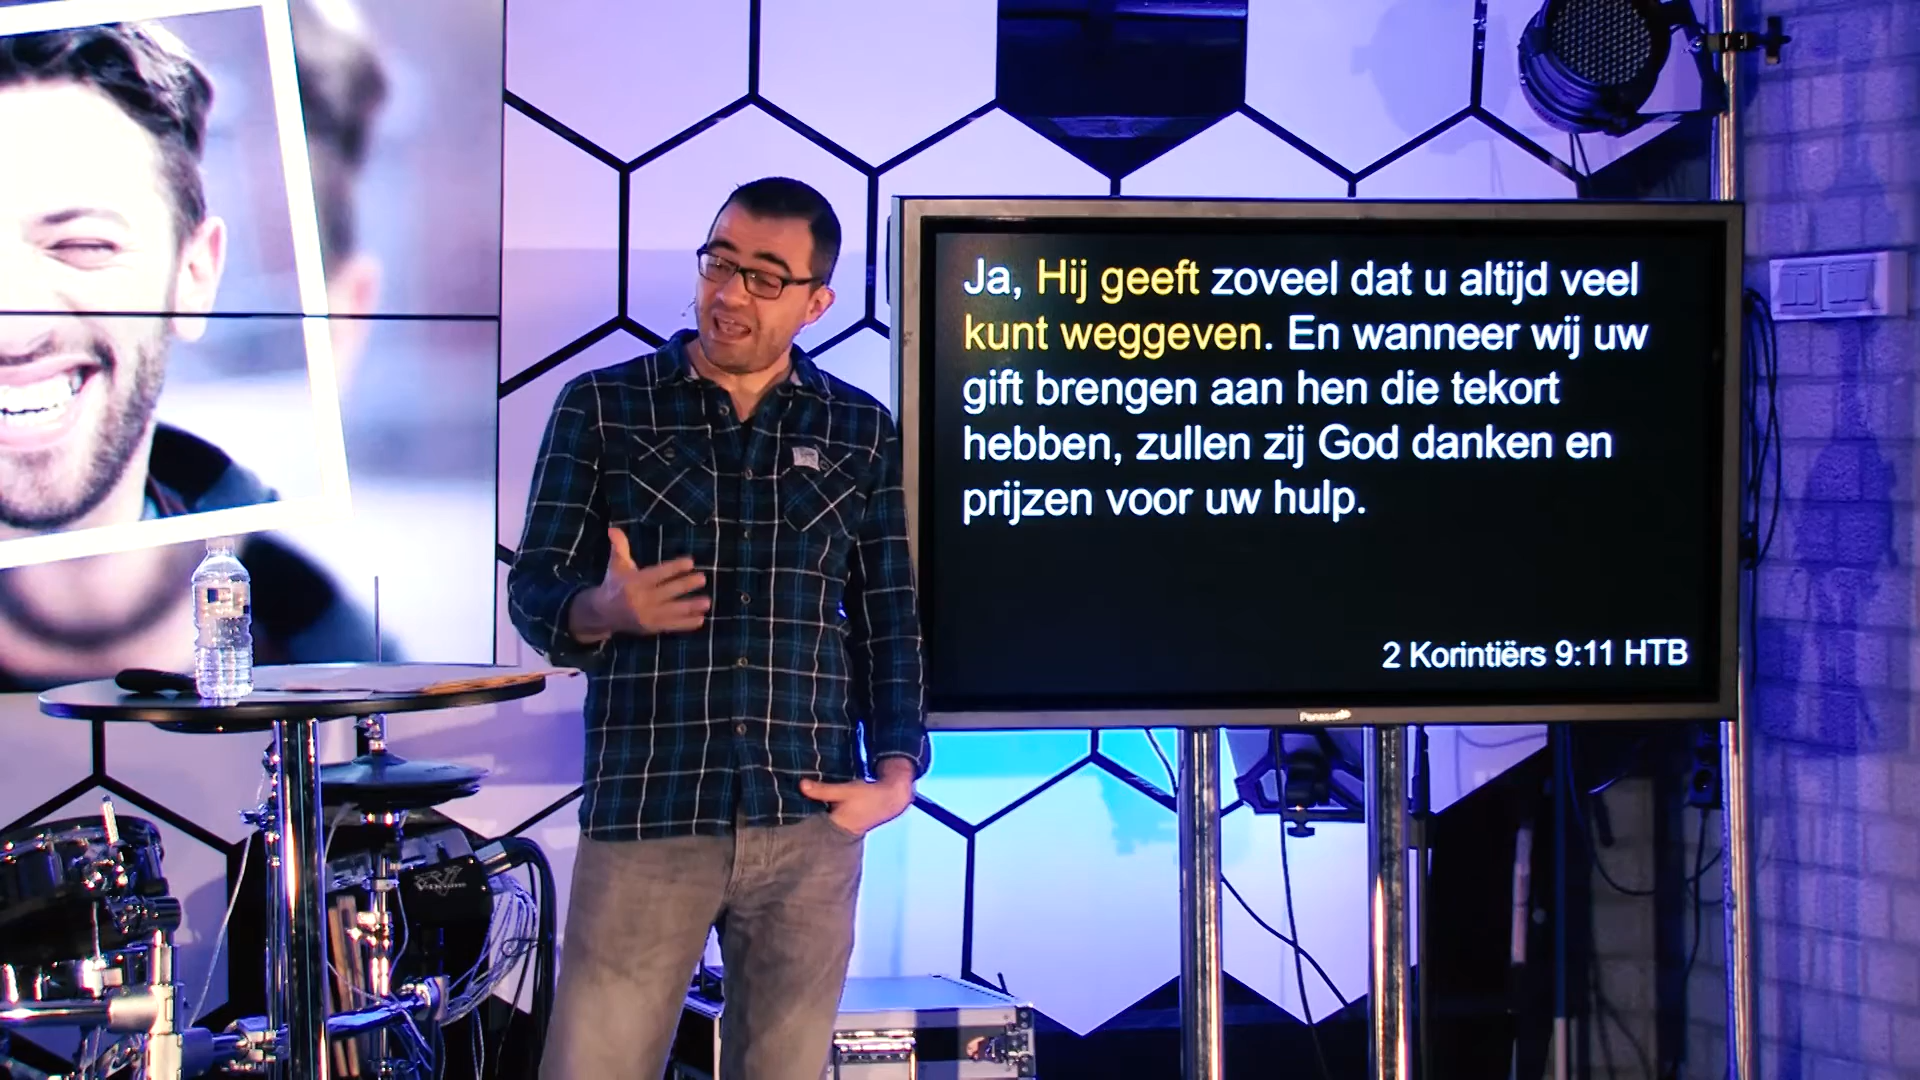 Ja, Hij geeft zoveel dat u altijd veel
kunt weggeven. En wanneer wij uw
gift brengen aan hen die tekort
hebben, zullen zij God danken en
prijzen voor uw hulp.
2 Korintiërs 9:11 HTB
Panasonic